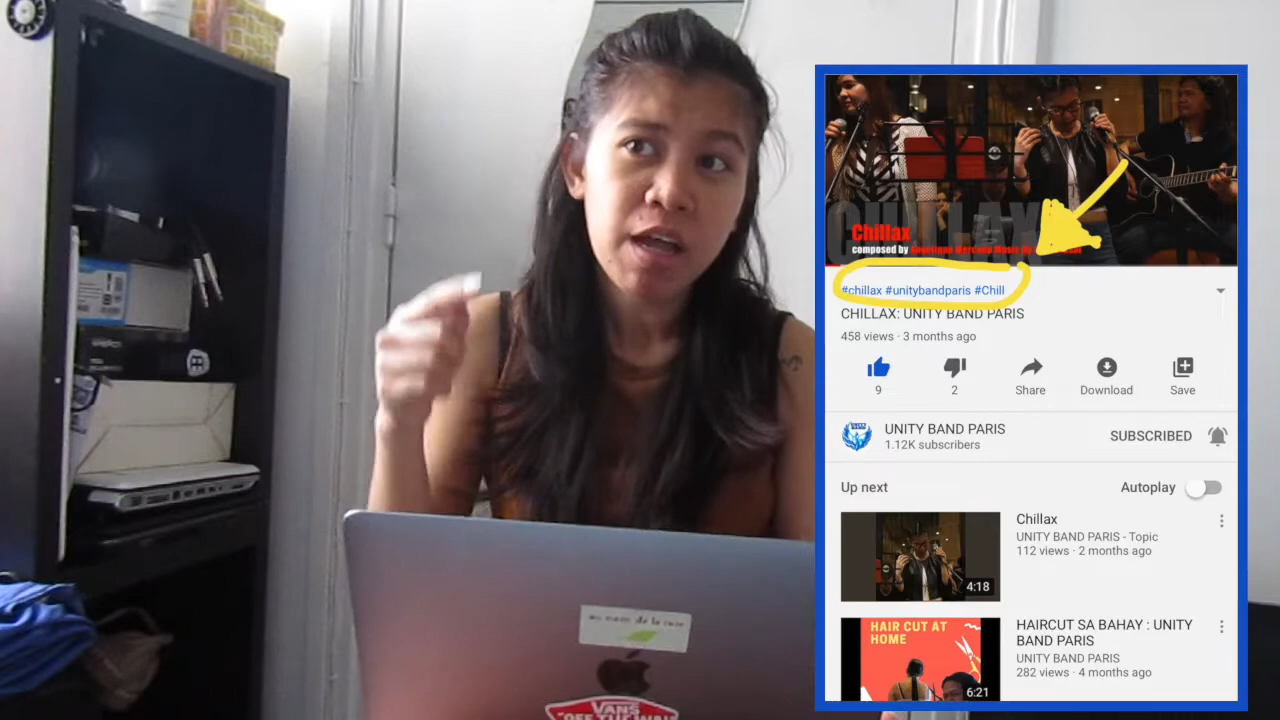 CHILLAX
Chillax
composed by
#chillax #unitybandparis #Chill
CHILLAX: UNITY BAND PARIS
458 views · 3 months ago
9
2
Share
Download
Save
UNITY BAND PARIS
1.12K subscribers
SUBSCRIBED
Up next
Autoplay
Chillax
UNITY BAND PARIS - Topic
112 views · 2 months ago
4:18
HAIRCUT SA BAHAY : UNITY
BAND PARIS
UNITY BAND PARIS
282 views · 4 months ago
HAIR CUT AT
HOME
6:21
VANS
"OFF THE WALL"